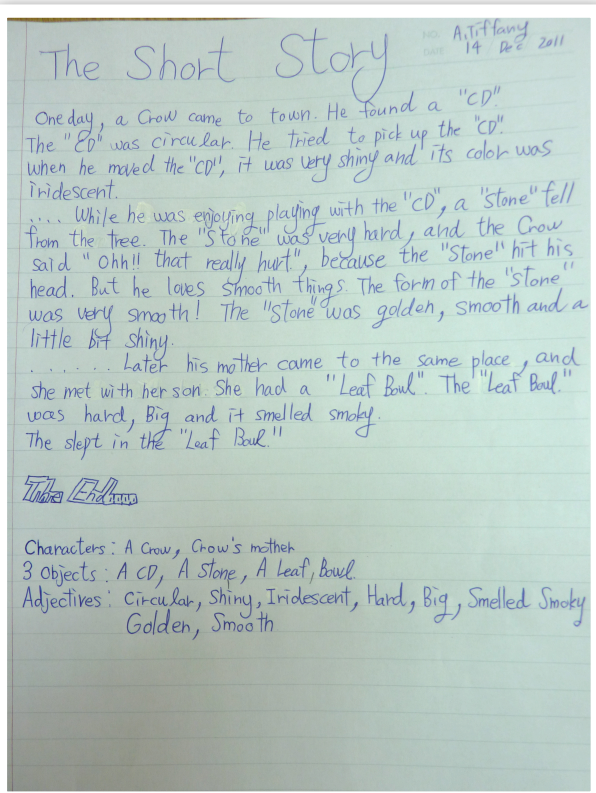 NO. A. Tiffany
DATE 14 Dec 2011
The Short Story
One day, a Crow came to town. He found a "CD".
The "CD" was circular. He tried to pick up the "CD".
when he moved the "CD", it was very shiny and its color was
iridescent.
.... While he was enjoying playing with the "CD", a "stone" fell
from the tree. The "Stone" was very hard, and the Crow
said "Ohh!! that really hurt", because the "Stone" hit his
head. But he loves smooth things. The form of the "stone"
was very smooth! The "Stone" was golden, smooth and a
little bit shiny.
. . . . . . Later his mother came to the same place, and
she met with her son. She had a "Leaf Bowl". The "Leaf Bowl."
was hard, Big and it smelled smoky.
The slept in the "Leaf Bowl."
The End....
Characters: A Crow, Crow's mother
3 Objects: A CD, A Stone, A Leaf, Bowl.
Adjectives: Circular, Shiny, Iridescent, Hard, Big, Smelled Smoky
Golden, Smooth